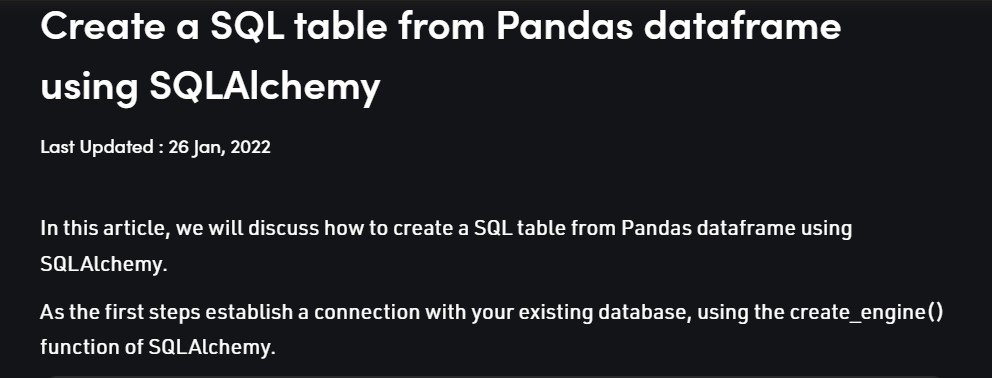 Create a SQL table from Pandas dataframe
using SQLAlchemy
Last Updated : 26 Jan, 2022
In this article, we will discuss how to create a SQL table from Pandas dataframe using
SQLAlchemy.
As the first steps establish a connection with your existing database, using the create_engine()
function of SQLAlchemy.